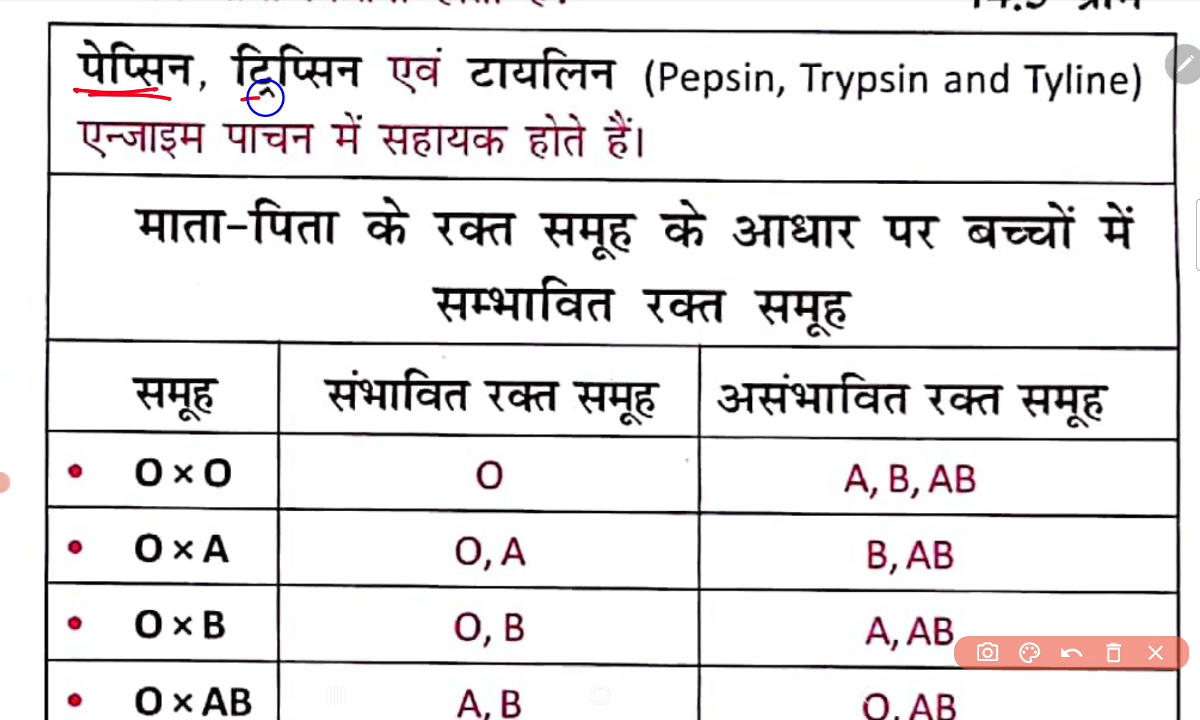 पेप्सिन, ट्रिप्सिन एवं टायलिन (Pepsin, Trypsin and Tyline)
एन्जाइम पाचन में सहायक होते हैं।
माता-पिता के रक्त समूह के आधार पर बच्चों में
सम्भावित रक्त समूह
समूह संभावित रक्त समूह असंभावित रक्त समूह
• O × O O A, B, AB
• O × A O, A B, AB
• O × B O, B A, AB
• O × AB A, B O, AB